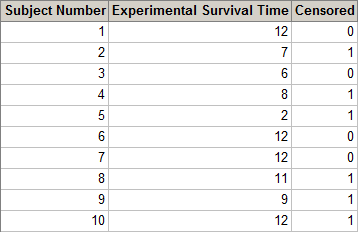 Subject Number Experimental Survival Time Censored
1 12 0
2 7 1
3 6 0
4 8 1
5 2 1
6 12 0
7 12 0
8 11 1
9 9 1
10 12 1